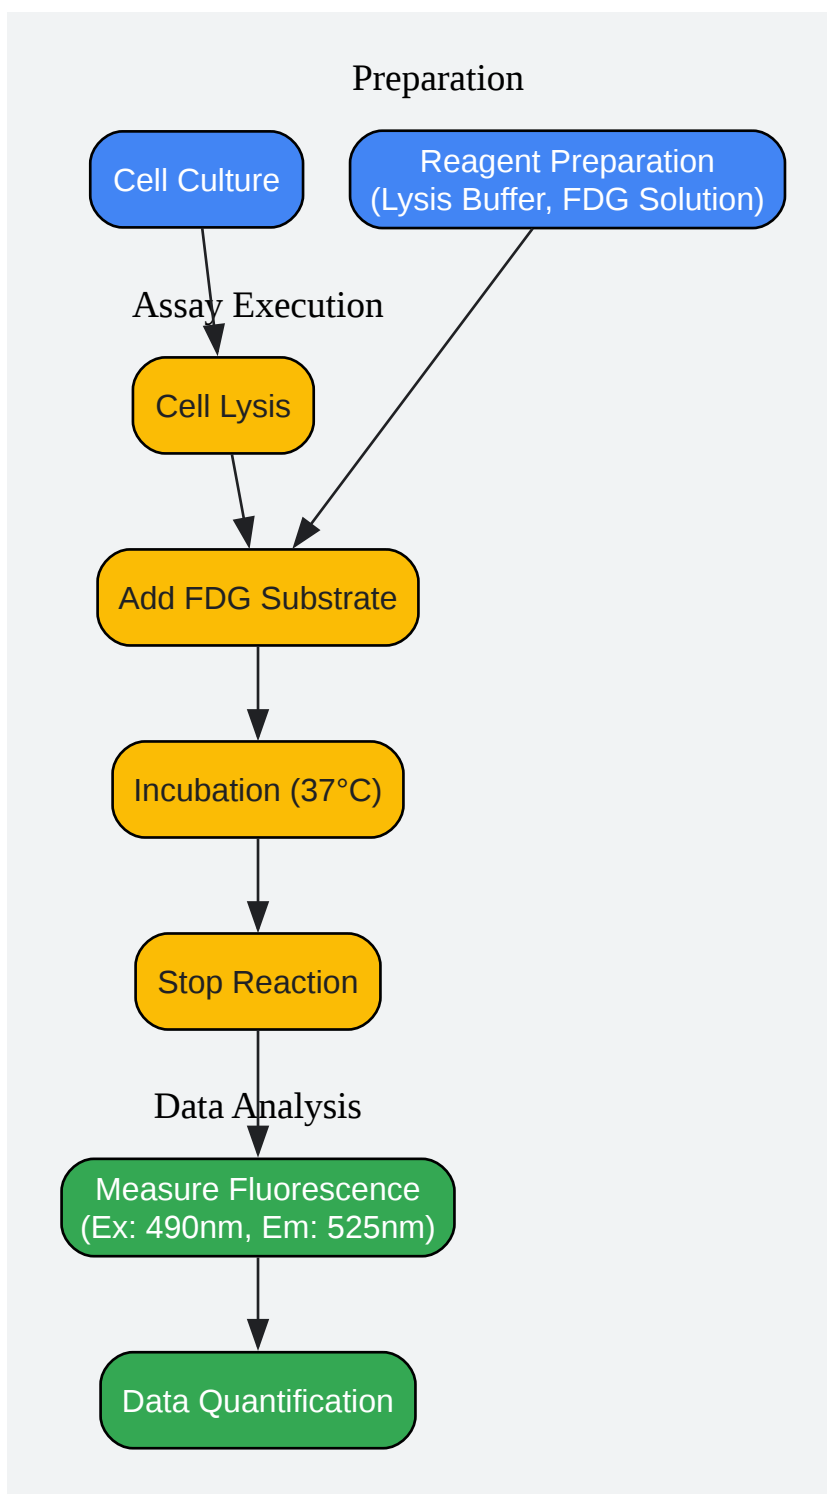 Preparation
Cell Culture
Reagent Preparation
(Lysis Buffer, FDG Solution)
Assay Execution
Cell Lysis
Add FDG Substrate
Incubation (37°C)
Stop Reaction
Data Analysis
Measure Fluorescence
(Ex: 490nm, Em: 525nm)
Data Quantification